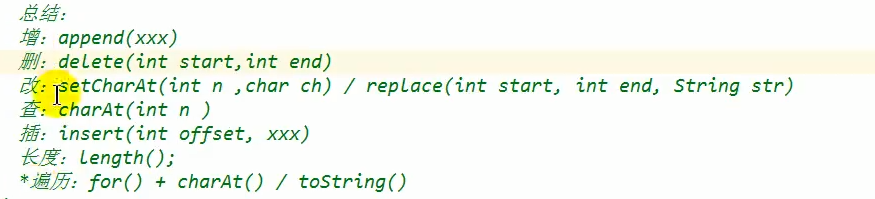 总结:
增: append(xxx)
删: delete(int start,int end)
改: setCharAt(int n ,char ch) / replace(int start, int end, String str)
查: charAt(int n )
插: insert(int offset, xxx)
长度: length();
*遍历: for() + charAt() / toString()